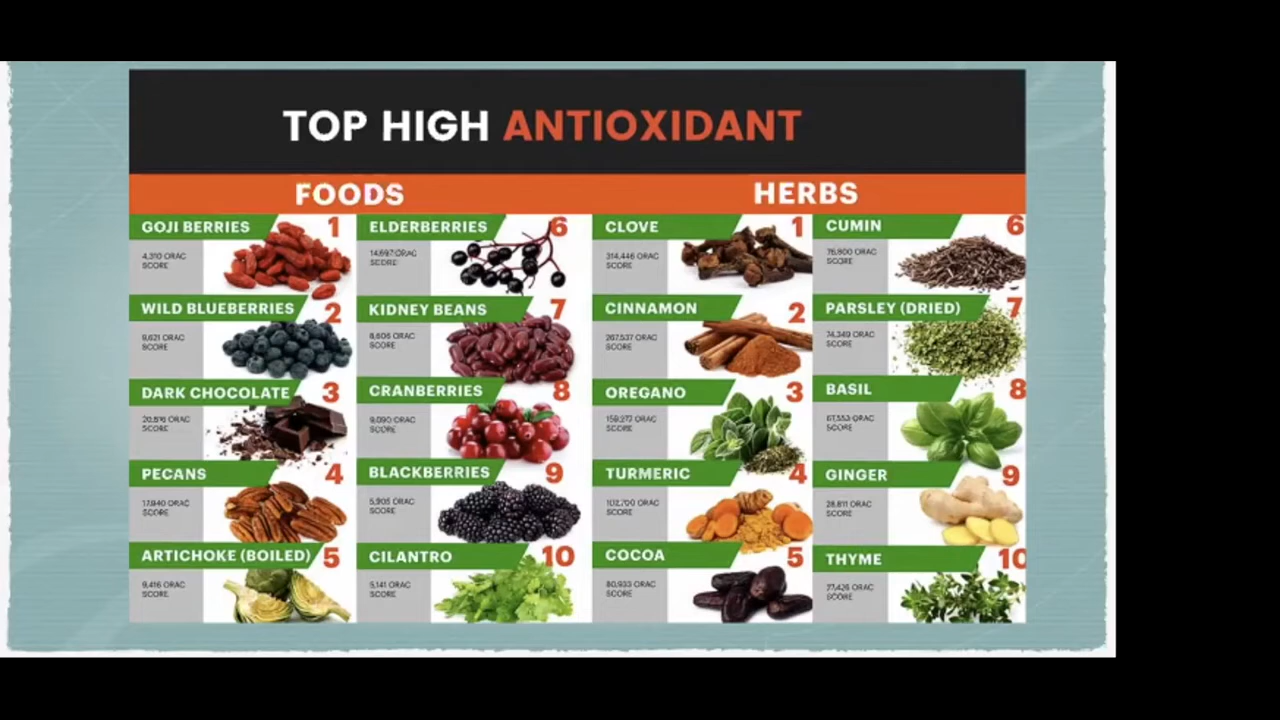 TOP HIGH ANTIOXIDANT
FOODS
GOJI BERRIES 1
4,310 ORAC
SCORE
WILD BLUEBERRIES 2
9,621 ORAC
SCORE
DARK CHOCOLATE 3
20,816 ORAC
SCORE
PECANS 4
17,940 ORAC
SCORE
ARTICHOKE (BOILED) 5
9,416 ORAC
SCORE
ELDERBERRIES 6
14,697 ORAC
SCORE
KIDNEY BEANS 7
8,606 ORAC
SCORE
CRANBERRIES 8
9,090 ORAC
SCORE
BLACKBERRIES 9
5,905 ORAC
SCORE
CILANTRO 10
5,141 ORAC
SCORE
HERBS
CLOVE 1
314,446 ORAC
SCORE
CINNAMON 2
267,537 ORAC
SCORE
OREGANO 3
159,277 ORAC
SCORE
TURMERIC 4
102,700 ORAC
SCORE
COCOA 5
80,933 ORAC
SCORE
CUMIN 6
76,800 ORAC
SCORE
PARSLEY (DRIED) 7
74,349 ORAC
SCORE
BASIL 8
67,553 ORAC
SCORE
GINGER 9
28,811 ORAC
SCORE
THYME 10
27,426 ORAC
SCORE